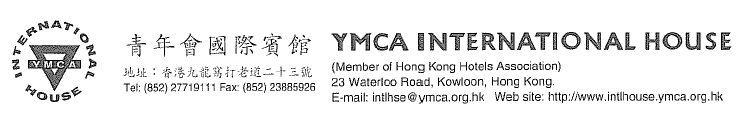 INTERNATIONAL
YMCA
HOUSE
青年會國際賓館
地址：香港九龍窩打老道二十三號
Tel: (852) 27719111 Fax: (852) 23885926
YMCA INTERNATIONAL HOUSE
(Member of Hong Kong Hotels Association)
23 Waterloo Road, Kowloon, Hong Kong.
E-mail: intlhse@ymca.org.hk Web site: http://www.intlhouse.ymca.org.hk